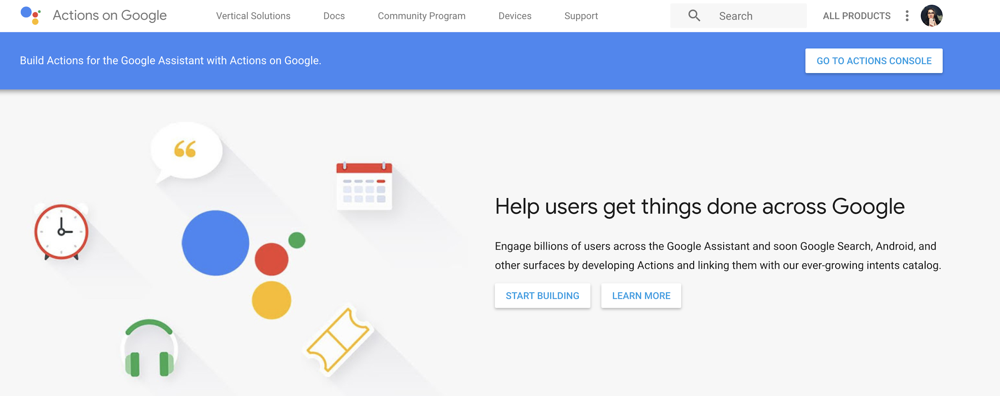 Actions on Google
Vertical Solutions
Docs
Community Program
Devices
Support
Search
ALL PRODUCTS
Build Actions for the Google Assistant with Actions on Google.
GO TO ACTIONS CONSOLE
“
Help users get things done across Google
Engage billions of users across the Google Assistant and soon Google Search, Android, and
other surfaces by developing Actions and linking them with our ever-growing intents catalog.
START BUILDING
LEARN MORE